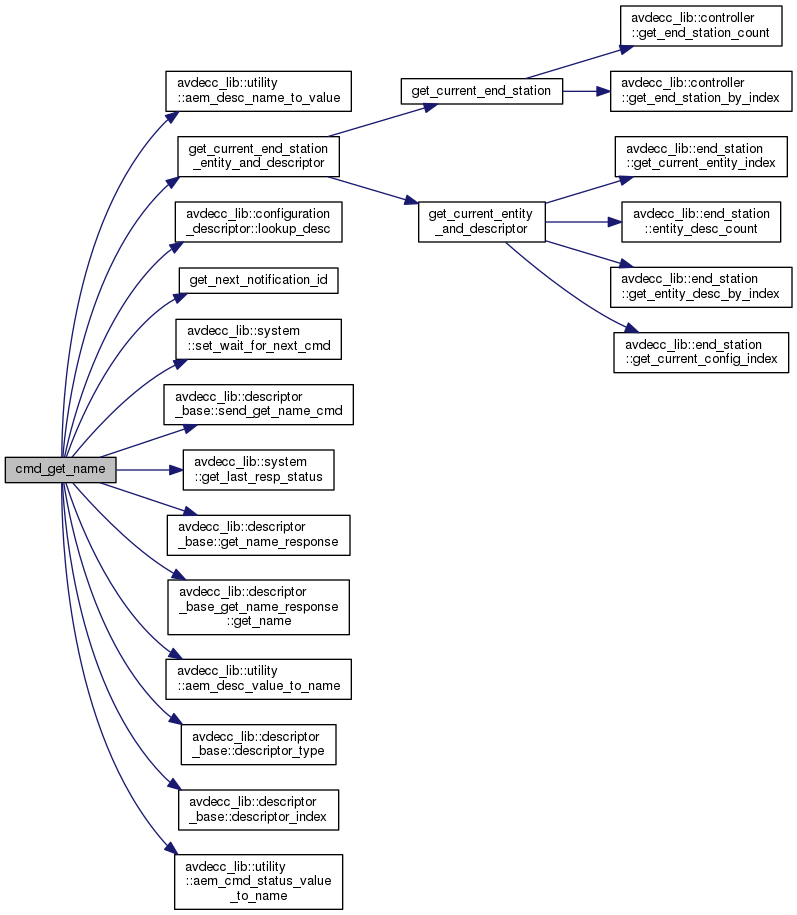 avdecc_lib::controller
::get_end_station_count
avdecc_lib::utility
::aem_desc_name_to_value
get_current_end_station
avdecc_lib::controller
::get_end_station_by_index
get_current_end_station
_entity_and_descriptor
avdecc_lib::end_station
::get_current_entity_index
avdecc_lib::configuration
_descriptor::lookup_desc
get_current_entity
_and_descriptor
avdecc_lib::end_station
::entity_desc_count
get_next_notification_id
avdecc_lib::end_station
::get_entity_desc_by_index
avdecc_lib::system
::set_wait_for_next_cmd
avdecc_lib::end_station
::get_current_config_index
avdecc_lib::descriptor
_base::send_get_name_cmd
cmd_get_name
avdecc_lib::system
::get_last_resp_status
avdecc_lib::descriptor
_base::get_name_response
avdecc_lib::descriptor
_base_get_name_response
::get_name
avdecc_lib::utility
::aem_desc_value_to_name
avdecc_lib::descriptor
_base::descriptor_type
avdecc_lib::descriptor
_base::descriptor_index
avdecc_lib::utility
::aem_cmd_status_value
_to_name